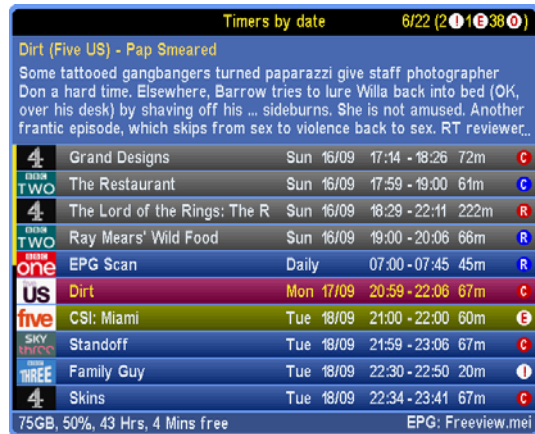 Timers by date 6/22 (2!1E38O)
Dirt (Five US) - Pap Smeared
Some tattooed gangbangers turned paparazzi give staff photographer
Don a hard time. Elsewhere, Barrow tries to lure Willa back into bed (OK,
over his desk) by shaving off his ... sideburns. She is not amused. Another
frantic episode, which skips from sex to violence back to sex. RT reviewer...
4 Grand Designs Sun 16/09 17:14 - 18:26 72m C
BBC TWO The Restaurant Sun 16/09 17:59 - 19:00 61m C
4 The Lord of the Rings: The R Sun 16/09 18:29 - 22:11 222m R
BBC TWO Ray Mears' Wild Food Sun 16/09 19:00 - 20:06 66m R
BBC one EPG Scan Daily 07:00 - 07:45 45m R
US Dirt Mon 17/09 20:59 - 22:06 67m C
five CSI: Miami Tue 18/09 21:00 - 22:00 60m E
SKY three Standoff Tue 18/09 21:59 - 23:06 67m C
THREE Family Guy Tue 18/09 22:30 - 22:50 20m !
4 Skins Tue 18/09 22:34 - 23:41 67m C
75GB, 50%, 43 Hrs, 4 Mins free EPG: Freeview.mei